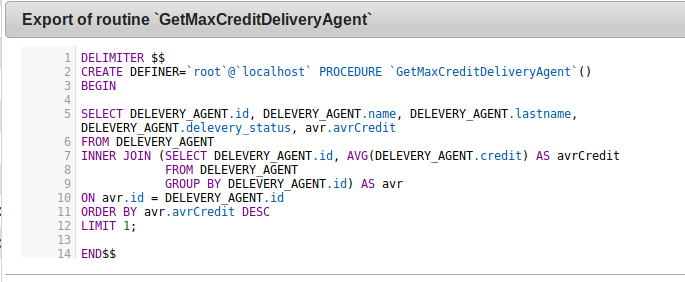 Export of routine `GetMaxCreditDeliveryAgent`
1 DELIMITER $$
2 CREATE DEFINER=`root`@`localhost` PROCEDURE `GetMaxCreditDeliveryAgent`()
3 BEGIN
4
5 SELECT DELEVERY_AGENT.id, DELEVERY_AGENT.name, DELEVERY_AGENT.lastname,
DELEVERY_AGENT.delevery_status, avr.avrCredit
6 FROM DELEVERY_AGENT
7 INNER JOIN (SELECT DELEVERY_AGENT.id, AVG(DELEVERY_AGENT.credit) AS avrCredit
8 FROM DELEVERY_AGENT
9 GROUP BY DELEVERY_AGENT.id) AS avr
10 ON avr.id = DELEVERY_AGENT.id
11 ORDER BY avr.avrCredit DESC
12 LIMIT 1;
13
14 END$$